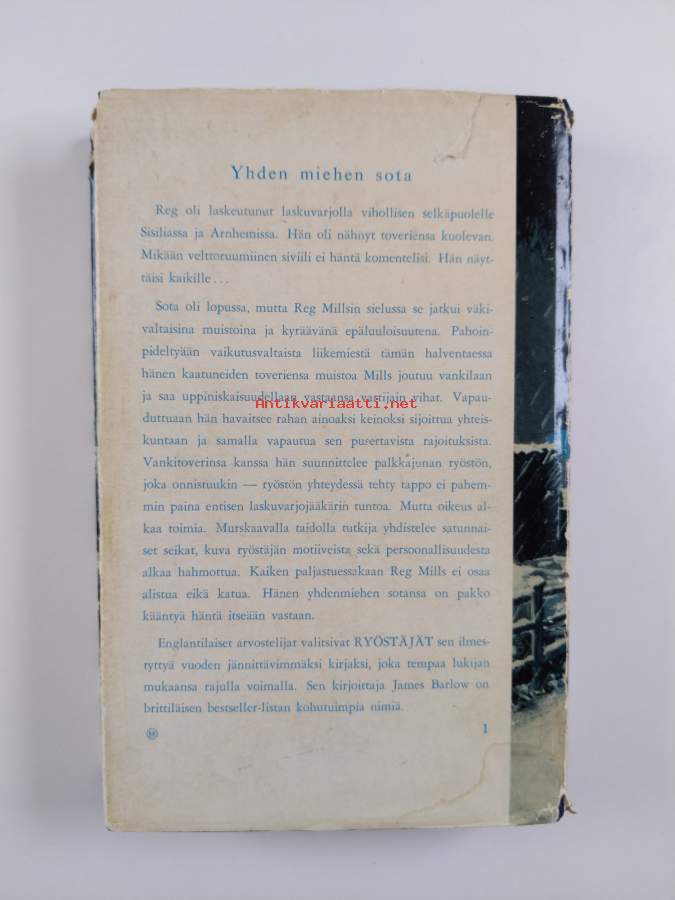 Yhden miehen sota
Reg oli laskeutunut laskuvarjolla vihollisen selkäpuolelle
Sisiliassa ja Arnhemissa. Hän oli nähnyt toveriensa kuolevan.
Mikään velttoruumiinen siviili ei häntä komentelisi. Hän näyt-
täisi kaikille...
Sota oli lopussa, mutta Reg Millsin sielussa se jatkui väki-
valtaisina muistoina ja kyräävänä epäluuloisuutena. Pahoin-
pideltyään vaikutusvaltaista liikemiestä tämän halventaessa
hänen kaatuneiden toveriensa muistoa Mills joutuu vankilaan
ja saa uppiniskaisuudellaan vastaansa vartijain vihat. Vapau-
Antikvariaatti.net
duttuaan hän havaitsee rahan ainoaksi keinoksi sijoittua yhteis-
kuntaan ja samalla vapautua sen pusertavista rajoituksista.
Vankitoverinsa kanssa hän suunnittelee palkkajunan ryöstön,
joka onnistuukin — ryöstön yhteydessä tehty tappo ei pahem-
min paina entisen laskuvarjojääkärin tuntoa. Mutta oikeus al-
kaa toimia. Murskaavalla taidolla tutkija yhdistelee satunnai-
set seikat, kuva ryöstäjän motiiveista sekä persoonallisuudesta
alkaa hahmottua. Kaiken paljastuessakaan Reg Mills ei osaa
alistua eikä katua. Hänen yhdenmiehen sotansa on pakko
kääntyä häntä itseään vastaan.
Englantilaiset arvostelijat valitsivat RYÖSTÄJÄT sen ilmes-
tyttyä vuoden jännittävimmäksi kirjaksi, joka tempaa lukijan
mukaansa rajulla voimalla. Sen kirjoittaja James Barlow on
brittiläisen bestseller-listan kohutuimpia nimiä.
1